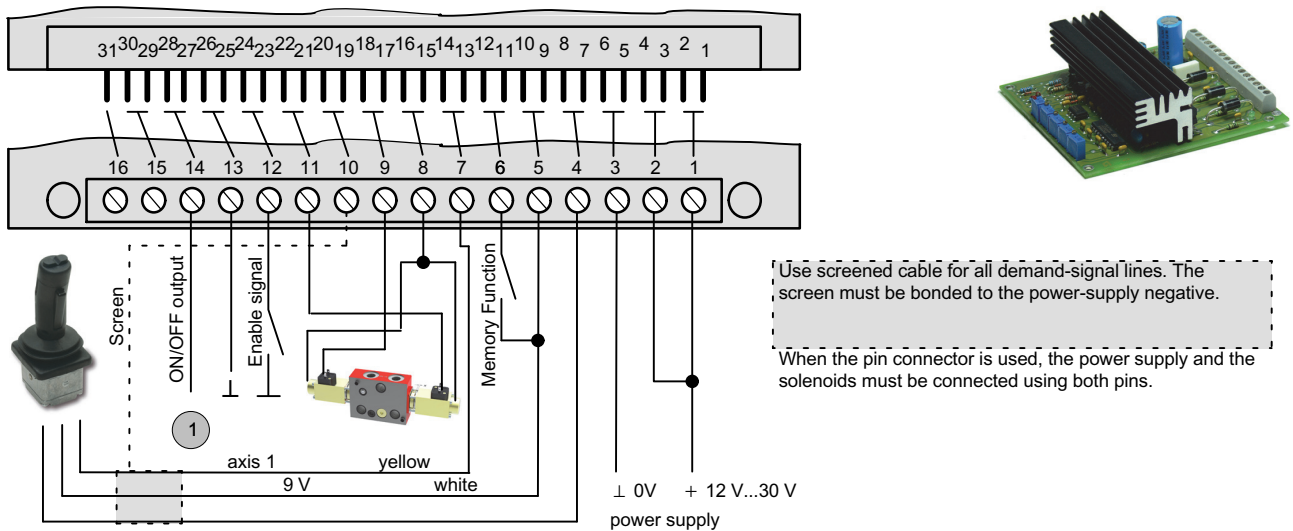 31 30 29 28 27 26 25 24 23 22 21 20 19 18 17 16 15 14 13 12 11 10 9 8 7 6 5 4 3 2 1
16 15 14 13 12 11 10 9 8 7 6 5 4 3 2 1
Screen
ON/OFF output
Enable signal
Memory Function
1
axis 1 yellow
9 V white
⊥ 0V + 12 V...30 V
power supply
Use screened cable for all demand-signal lines. The
screen must be bonded to the power-supply negative.
When the pin connector is used, the power supply and the
solenoids must be connected using both pins.